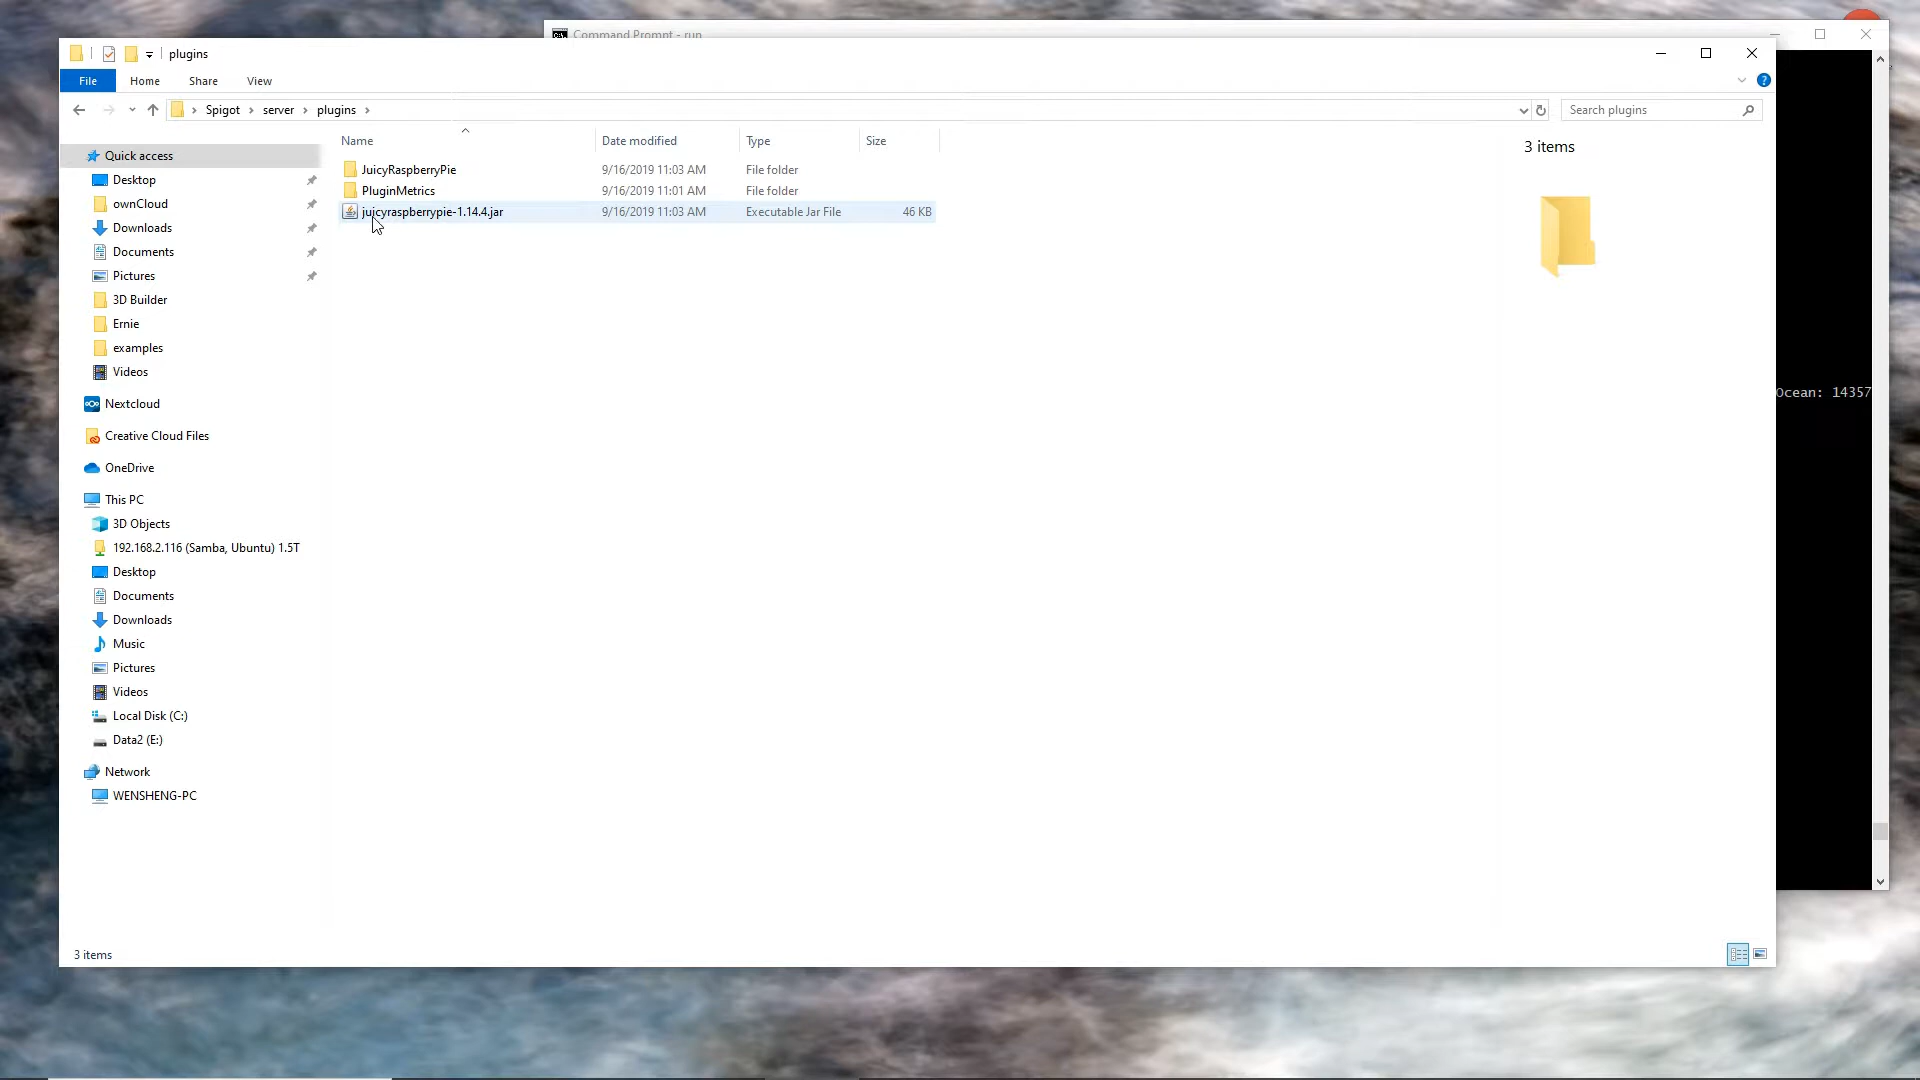 Command Prompt - run
plugins
File Home Share View
Spigot server plugins
Search plugins
Name Date modified Type Size
JuicyRaspberryPie 9/16/2019 11:03 AM File folder
PluginMetrics 9/16/2019 11:01 AM File folder
juicyraspberrypie-1.14.4.jar 9/16/2019 11:03 AM Executable Jar File 46 KB
3 items
Quick access
Desktop
ownCloud
Downloads
Documents
Pictures
3D Builder
Ernie
examples
Videos
Nextcloud
Creative Cloud Files
OneDrive
This PC
3D Objects
192.168.2.116 (Samba, Ubuntu) 1.5T
Desktop
Documents
Downloads
Music
Pictures
Videos
Local Disk (C:)
Data2 (E:)
Network
WENSHENG-PC
Ocean: 14357
3 items